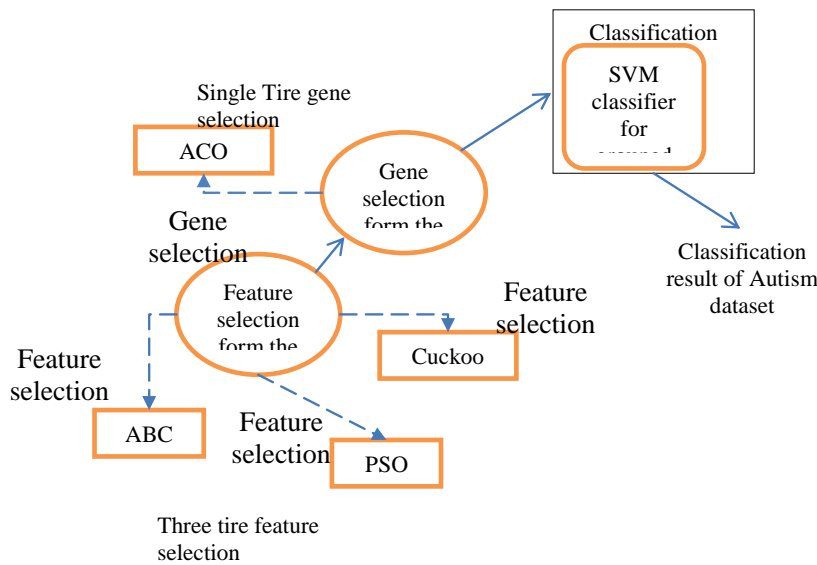 Classification
SVM
classifier
for
Single Tire gene
selection
ACO
Gene
selection
form the
Gene
selection
Classification
result of Autism
dataset
Feature
selection
form the
Feature
selection
Cuckoo
Feature
selection
ABC
Feature
selection
PSO
Three tire feature
selection